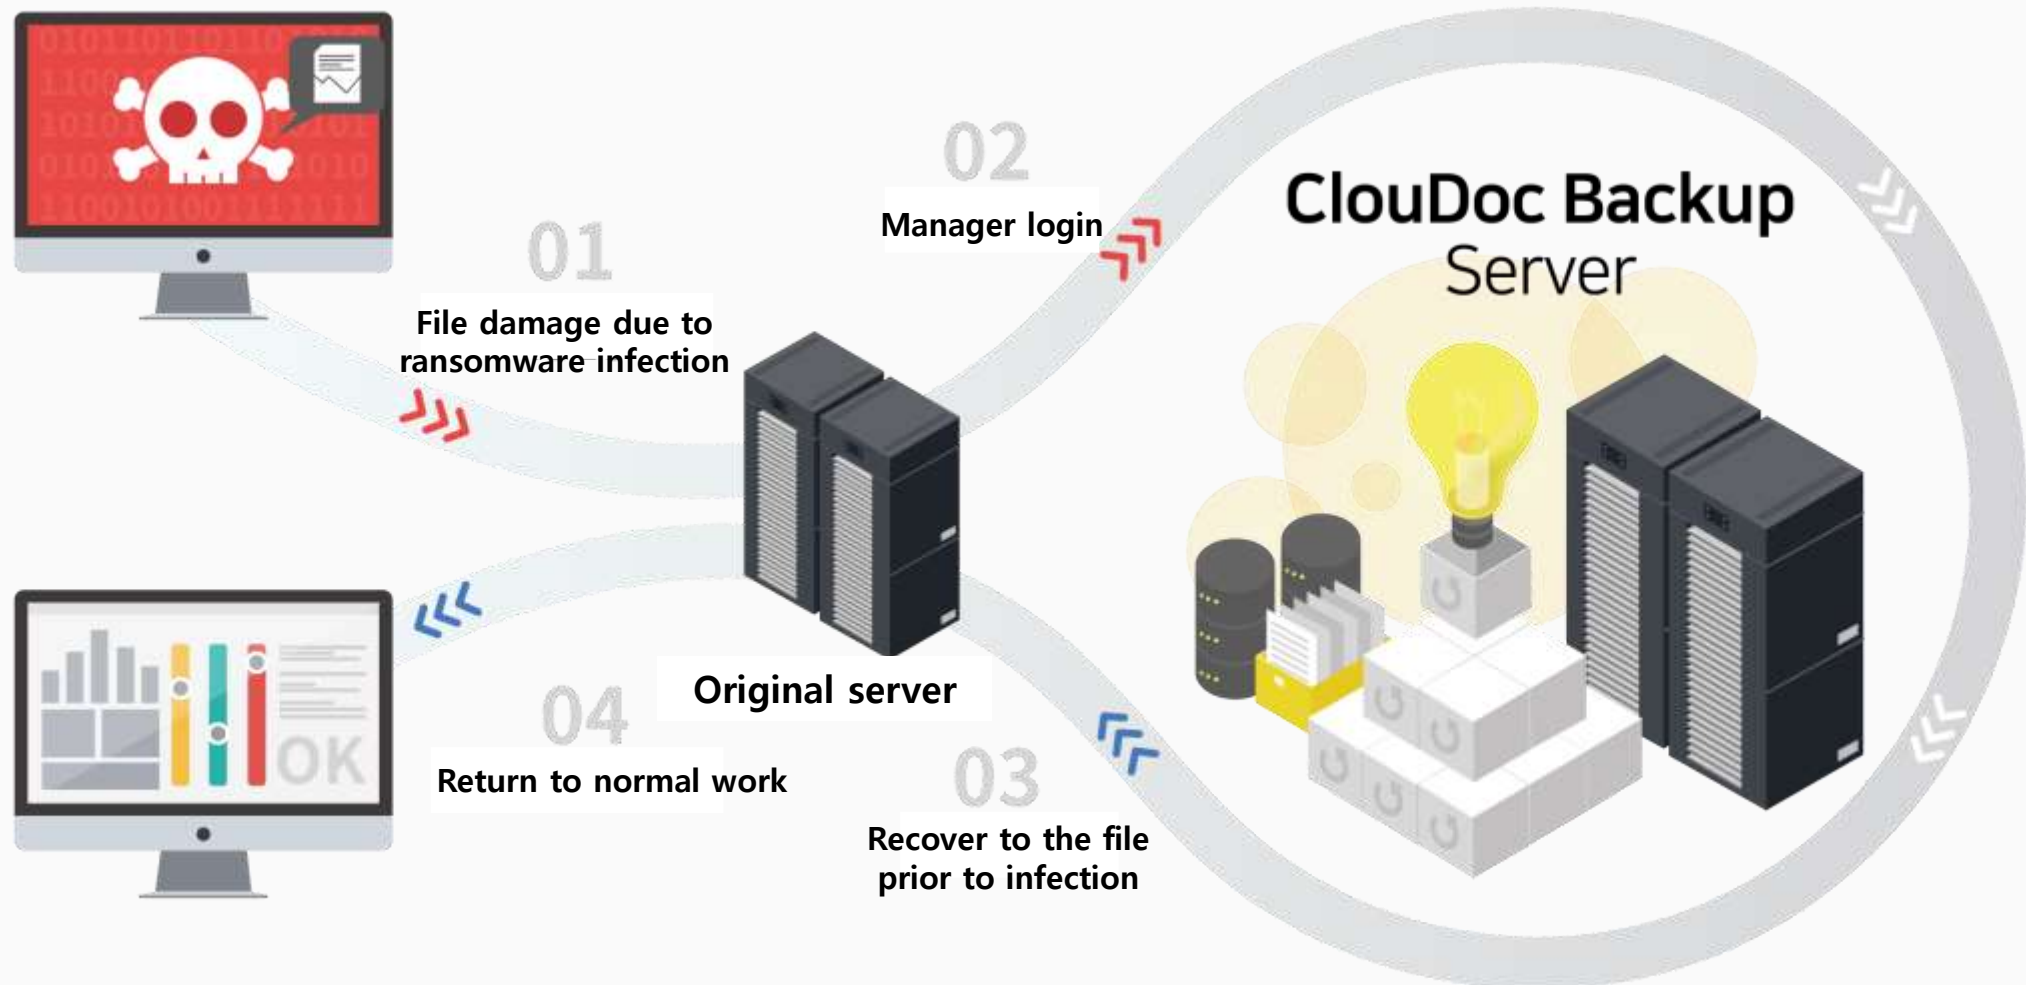 01
File damage due to
ransomware infection
02
Manager login
ClouDoc Backup
Server
Original server
03
Recover to the file
prior to infection
04
Return to normal work
OK